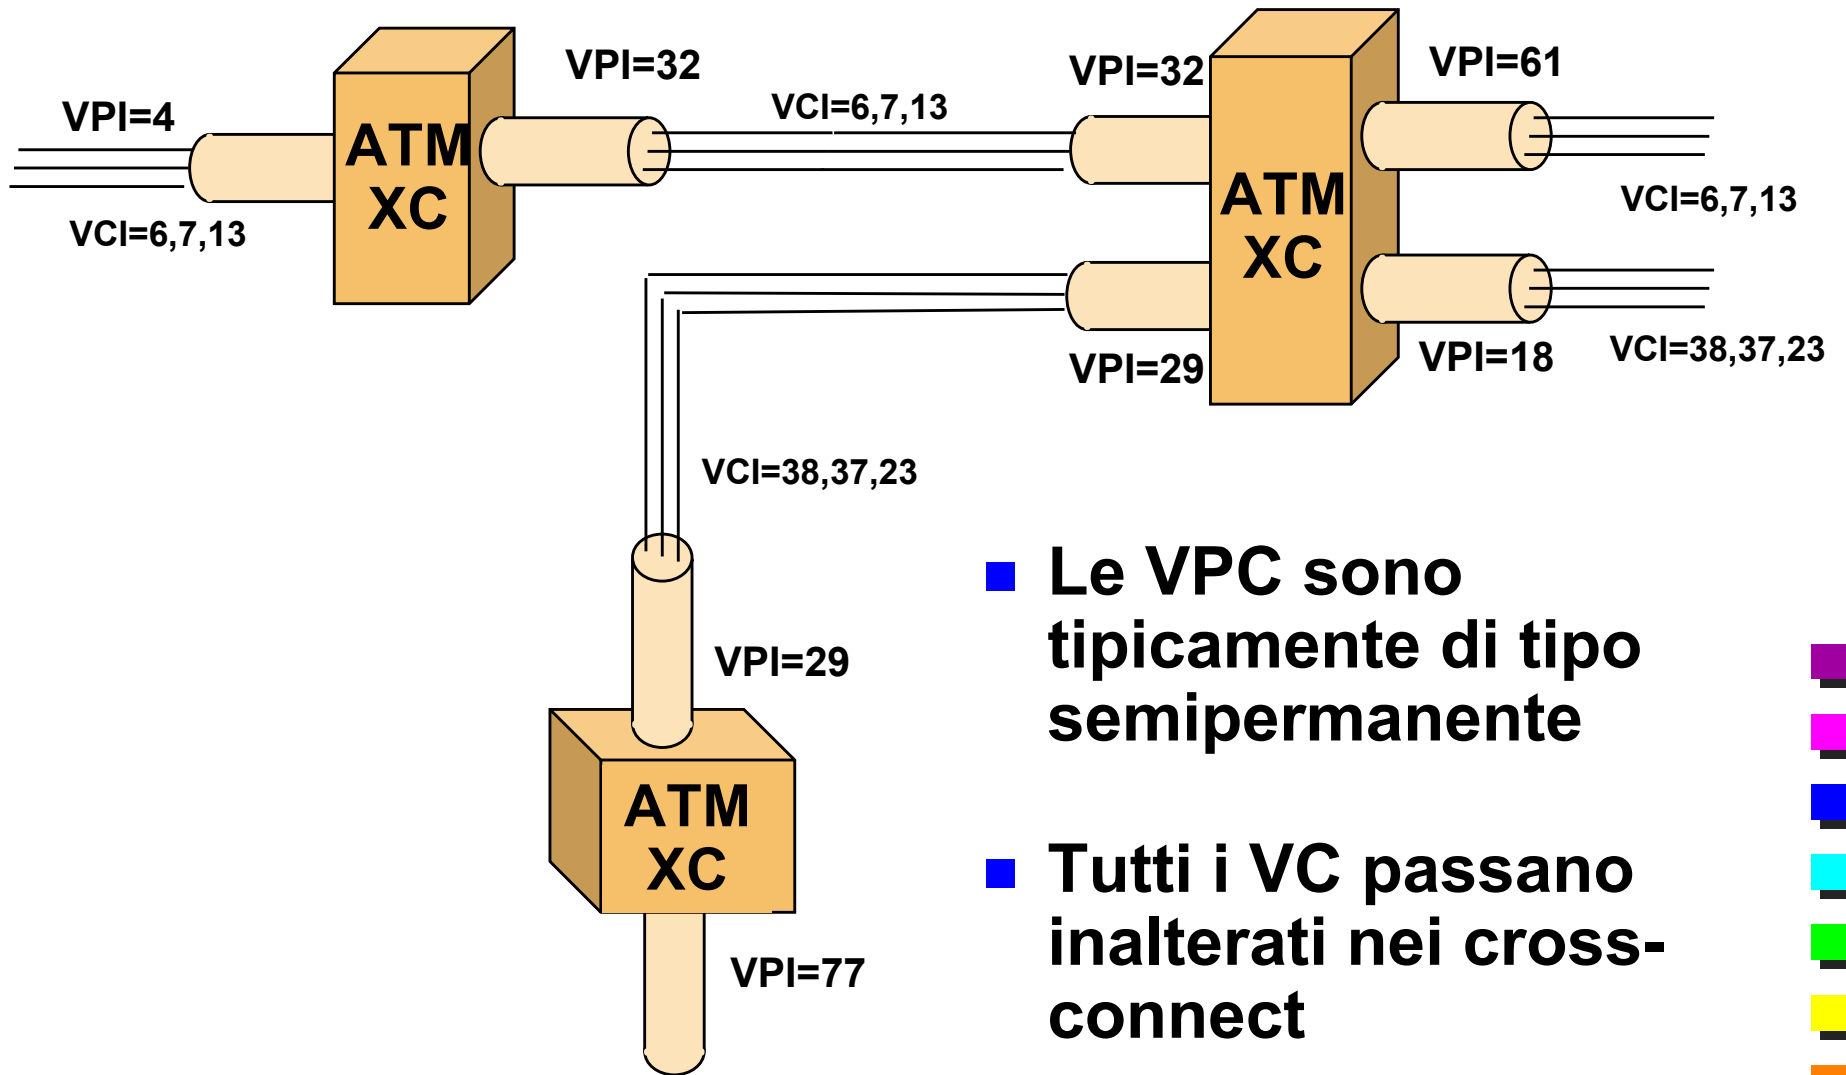 VPI=4
VCI=6,7,13
ATM
XC
VPI=32
VCI=6,7,13
VPI=32
VPI=29
ATM
XC
VPI=61
VCI=6,7,13
VPI=18
VCI=38,37,23
VCI=38,37,23
VPI=29
ATM
XC
VPI=77
Le VPC sono
tipicamente di tipo
semipermanente
Tutti i VC passano
inalterati nei cross-
connect